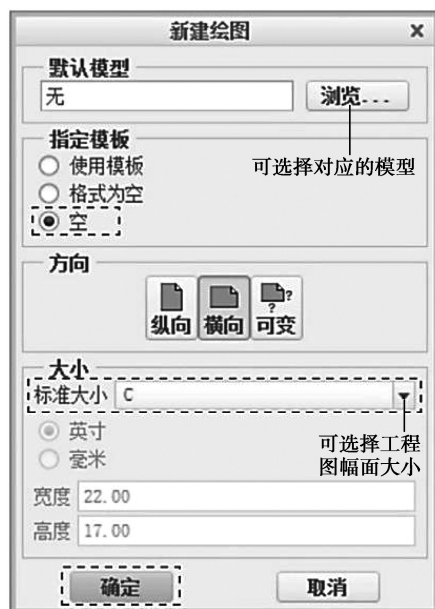 新建绘图
默认模型
无
浏览...
指定模板
使用模板
可选择对应的模型
格式为空
空
方向
纵向 横向 可变
大小
标准大小 C
英寸
可选择工程
图幅面大小
毫米
宽度 22.00
高度 17.00
确定 取消